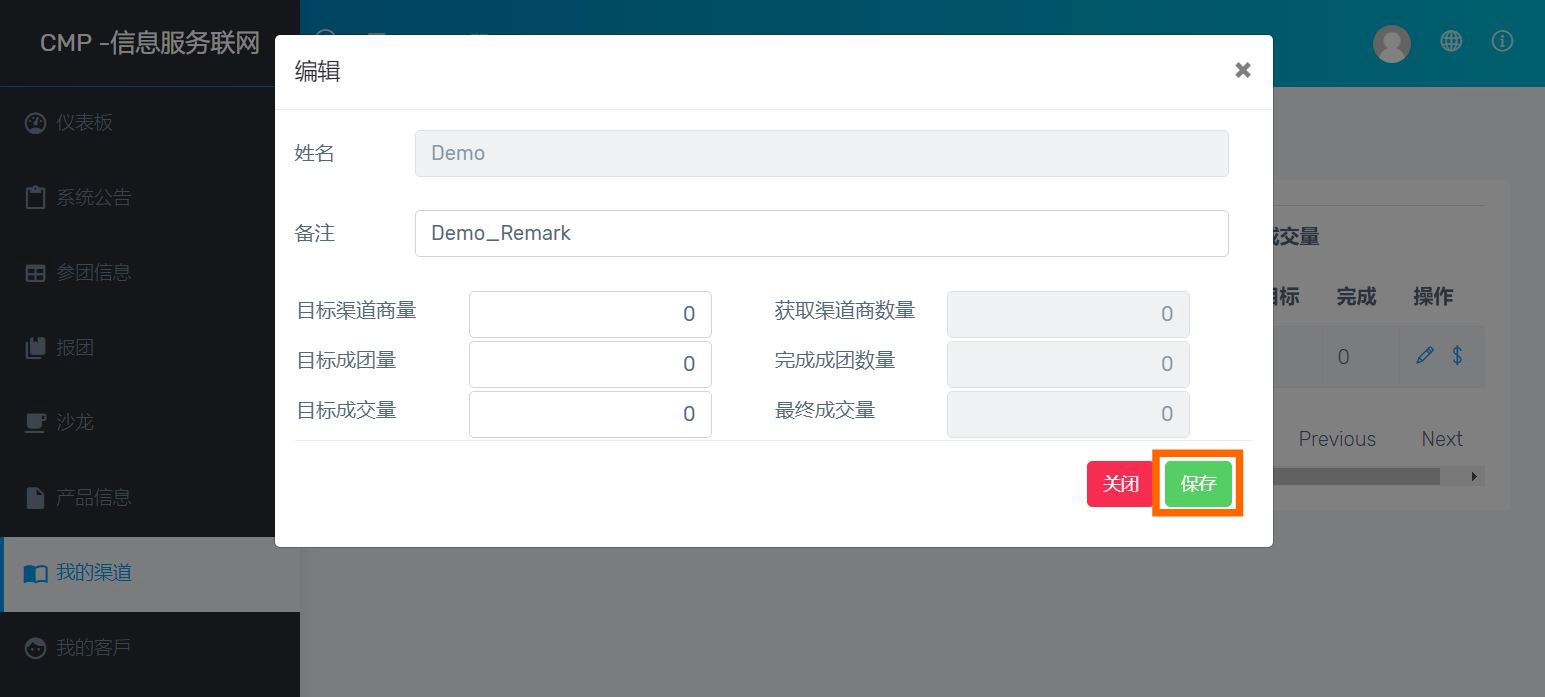 CMP -信息服务联网
仪表板
系统公告
参团信息
报团
沙龙
产品信息
我的渠道
我的客戶
编辑
姓名 Demo
备注 Demo_Remark
目标渠道商量 0 获取渠道商数量 0
目标成团量 0 完成成团数量 0
目标成交量 0 最终成交量 0
关闭 保存
成交量
目标 完成 操作
0 $
Previous Next